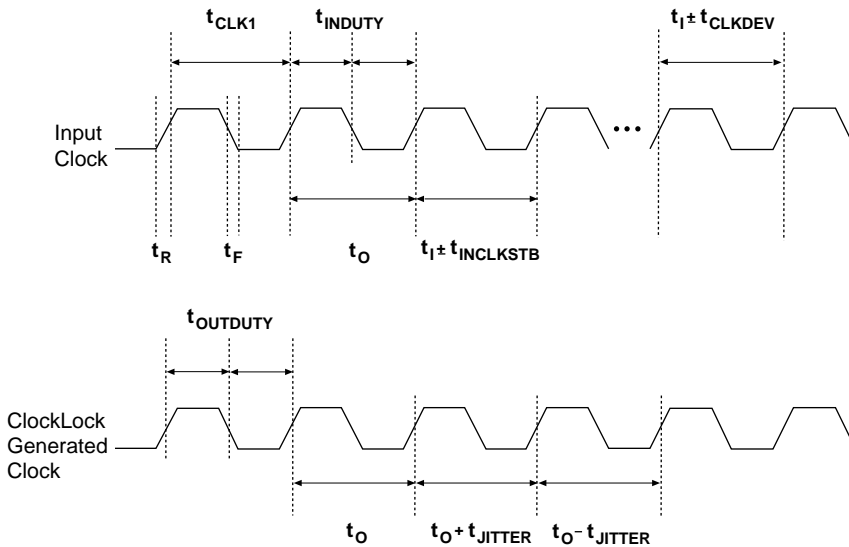 tCLK1 tINDUTY tI ± tCLKDEV
Input
Clock
tR tF tO tI ± tINCLKSTB
tOUTDUTY
ClockLock
Generated
Clock
tO tO + tJITTER tO – tJITTER